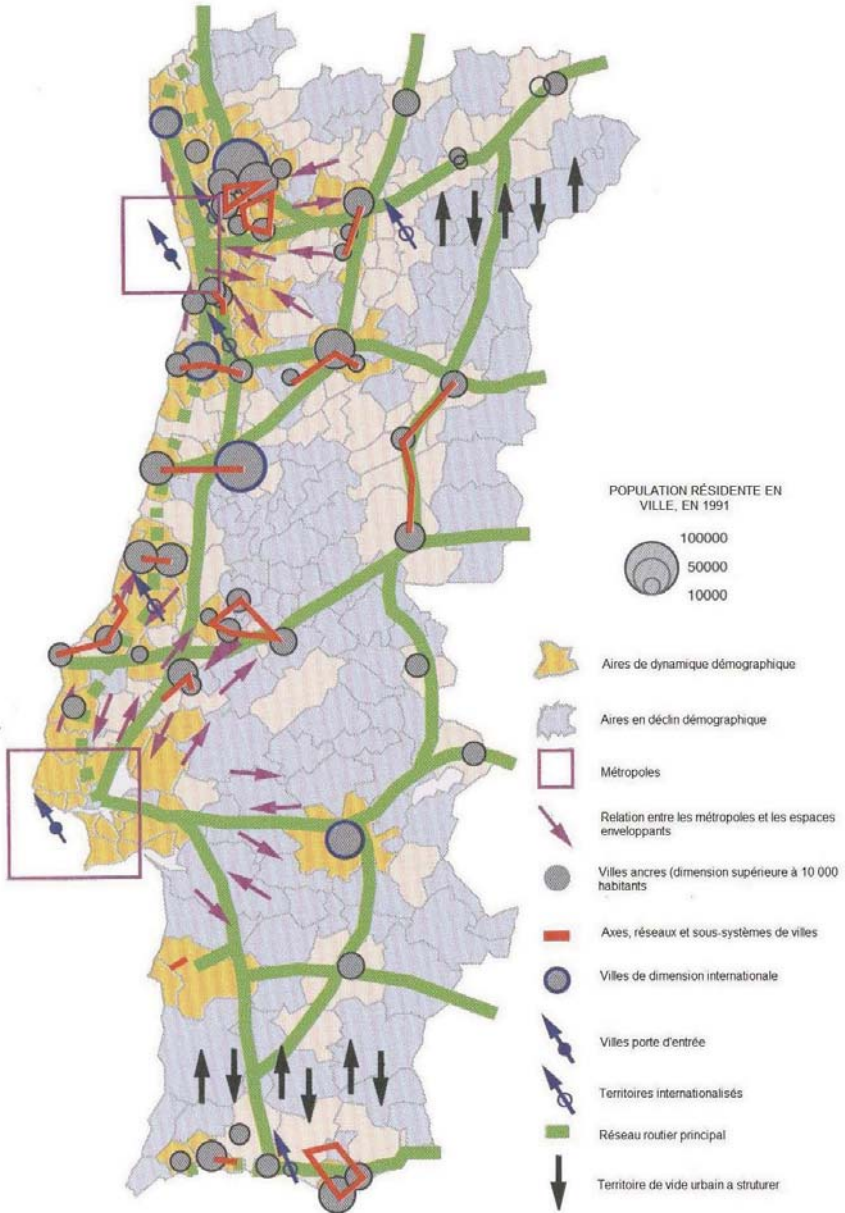 POPULATION RÉSIDENTE EN
VILLE, EN 1991
100000
50000
10000
Aires de dynamique démographique
Aires en déclin démographique
Métropoles
Relation entre les métropoles et les espaces
enveloppants
Villes ancres (dimension supérieure à 10 000
habitants
Axes, réseaux et sous-systèmes de villes
Villes de dimension internationale
Villes porte d'entrée
Territoires internationalisés
Réseau routier principal
Territoire de vide urbain a struturer